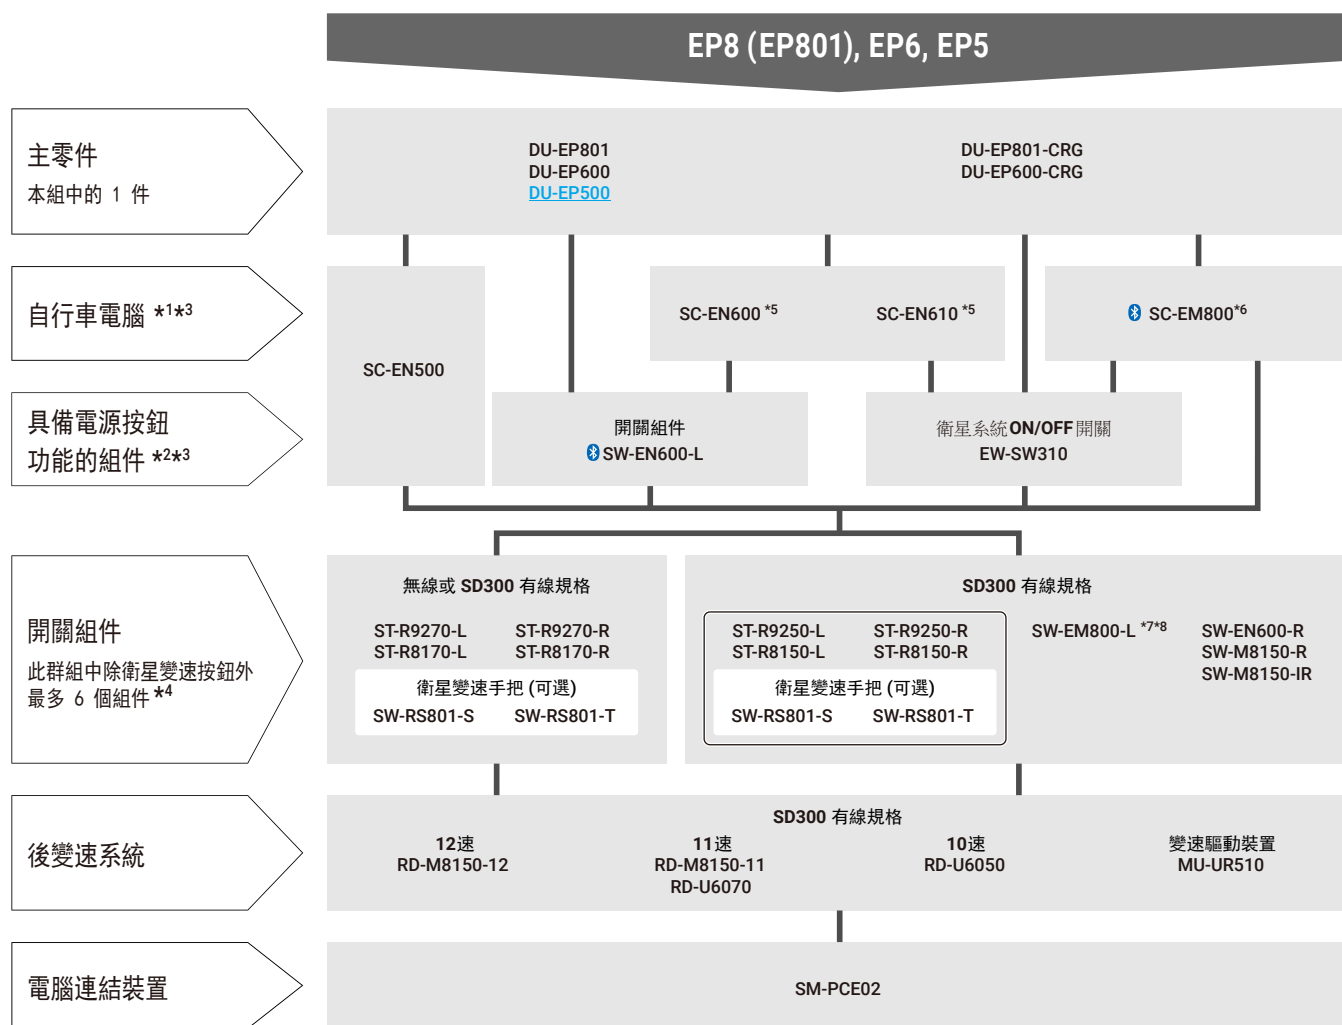 EP8 (EP801), EP6, EP5
主零件
本組中的 1 件
DU-EP801
DU-EP600
DU-EP500
DU-EP801-CRG
DU-EP600-CRG
自行車電腦 *1*3
SC-EN500
SC-EN600 *5
SC-EN610 *5
SC-EM800*6
具備電源按鈕
功能的組件 *2*3
開關組件
SW-EN600-L
衛星系統ON/OFF開關
EW-SW310
開關組件
此群組中除衛星變速按鈕外
最多 6 個組件*4
無線或 SD300 有線規格
ST-R9270-L ST-R9270-R
ST-R8170-L ST-R8170-R
衛星變速手把 (可選)
SW-RS801-S SW-RS801-T
SD300 有線規格
ST-R9250-L ST-R9250-R
ST-R8150-L ST-R8150-R
衛星變速手把 (可選)
SW-RS801-S SW-RS801-T
SW-EM800-L *7*8
SW-EN600-R
SW-M8150-R
SW-M8150-IR
後變速系統
SD300 有線規格
12速
RD-M8150-12
11速
RD-M8150-11
RD-U6070
10速
RD-U6050
變速驅動裝置
MU-UR510
電腦連結裝置
SM-PCE02